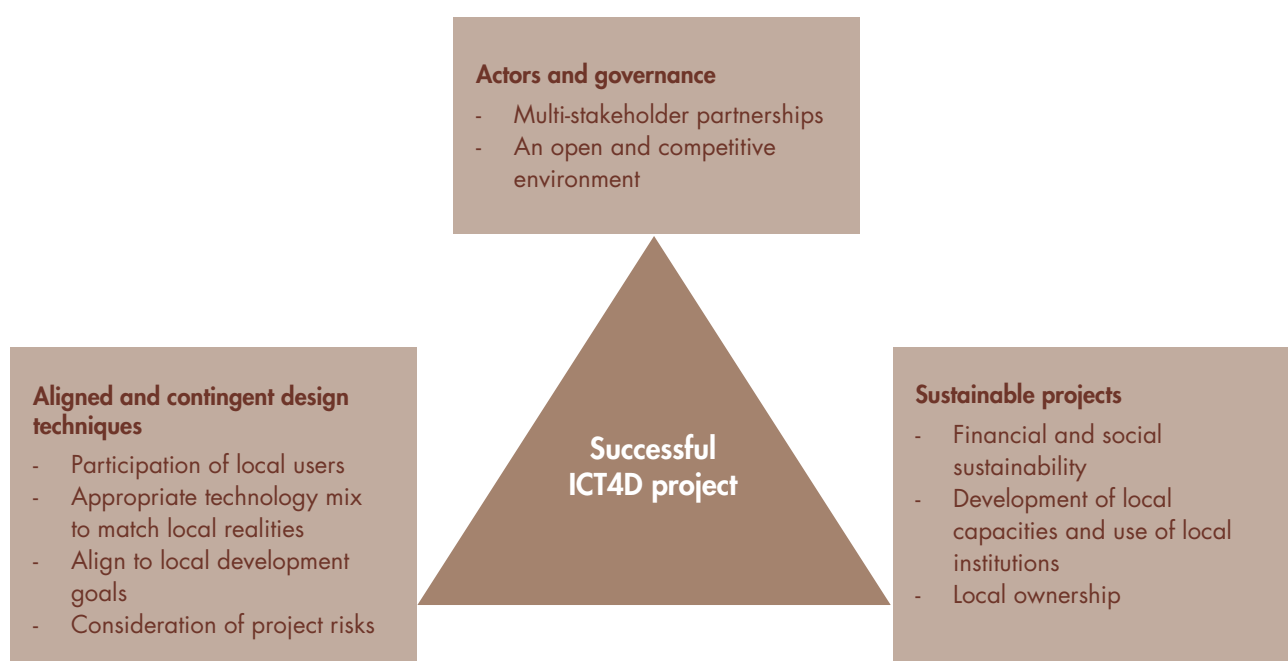 Actors and governance
- Multi-stakeholder partnerships
- An open and competitive
environment
Aligned and contingent design
techniques
- Participation of local users
- Appropriate technology mix
to match local realities
- Align to local development
goals
- Consideration of project risks
Successful
ICT4D project
Sustainable projects
- Financial and social
sustainability
- Development of local
capacities and use of local
institutions
- Local ownership